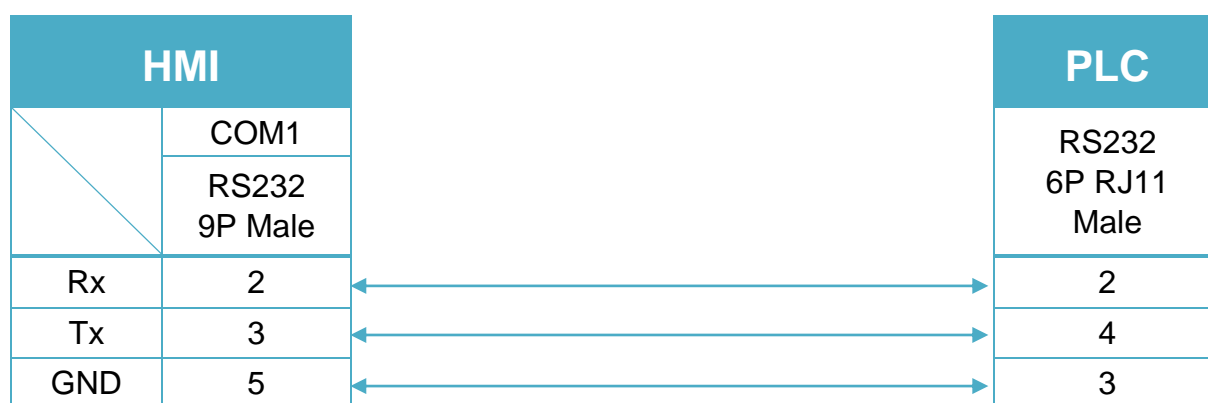 HMI
PLC
COM1
RS232
9P Male
RS232
6P RJ11
Male
Rx 2 2
Tx 3 4
GND 5 3